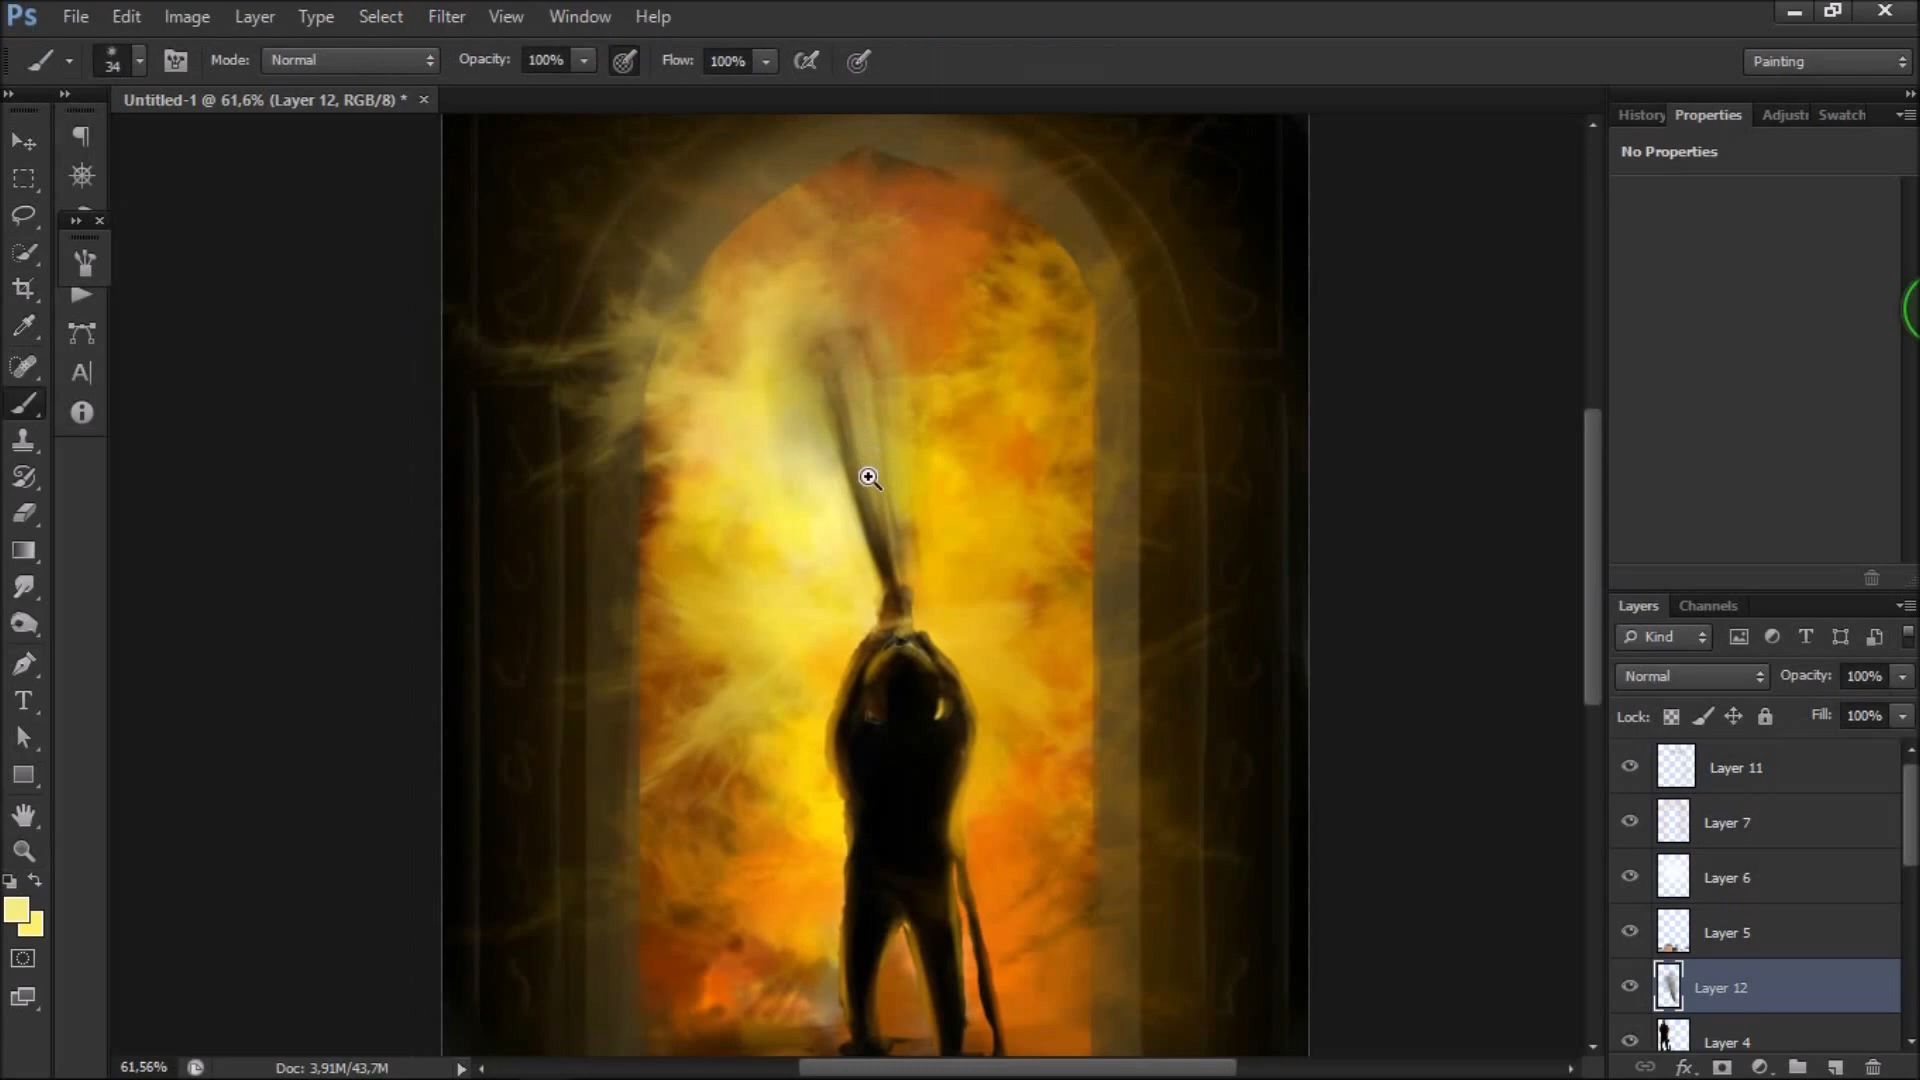 Ps File Edit Image Layer Type Select Filter View Window Help
34 Mode: Normal Opacity: 100% Flow: 100% Painting
Untitled-1 @ 61,6% (Layer 12, RGB/8) * ×
History Properties Adjusti Swatch
No Properties
A|
T
Layers Channels
Kind T
Normal Opacity: 100%
Lock: Fill: 100%
Layer 11
Layer 7
Layer 6
Layer 5
Layer 12
Layer 4
61,56% Doc: 3,91M/43,7M
fx